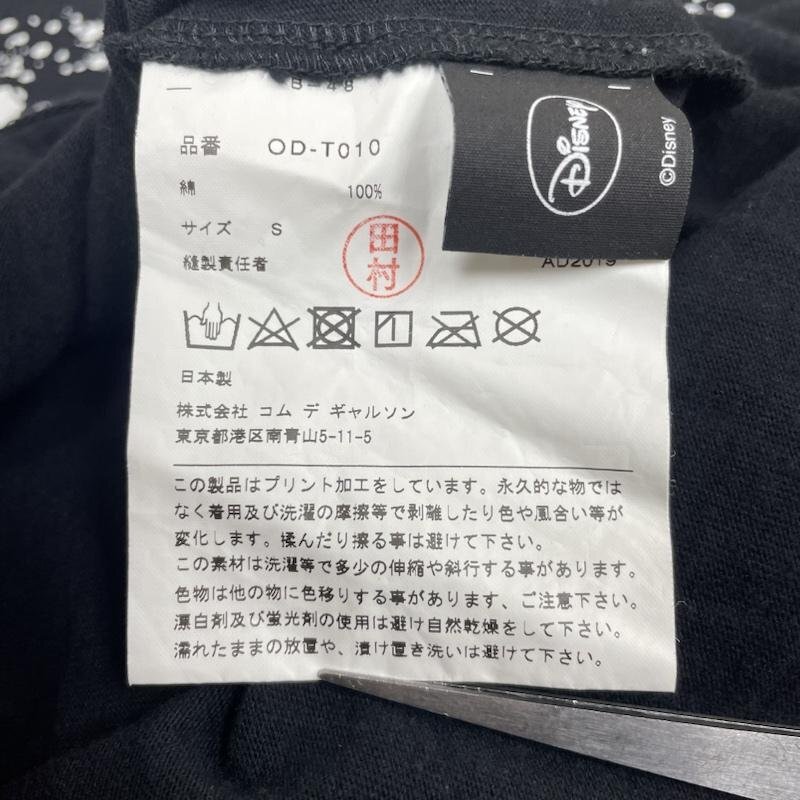 B-48
品番 OD-T010
綿 100%
サイズ S
縫製責任者
田村
AD2019
Disney
©Disney
日本製
株式会社 コム デ ギャルソン
東京都港区南青山5-11-5
この製品はプリント加工をしています。永久的な物では
なく着用及び洗濯の摩擦等で剥離したり色や風合い等が
変化します。揉んだり擦る事は避けて下さい。
この素材は洗濯等で多少の伸縮や斜行する事があります。
色物は他の物に色移りする事があります、ご注意下さい。
漂白剤及び蛍光剤の使用は避け自然乾燥をして下さい。
濡れたままの放置や、漬け置き洗いは避けて下さい。